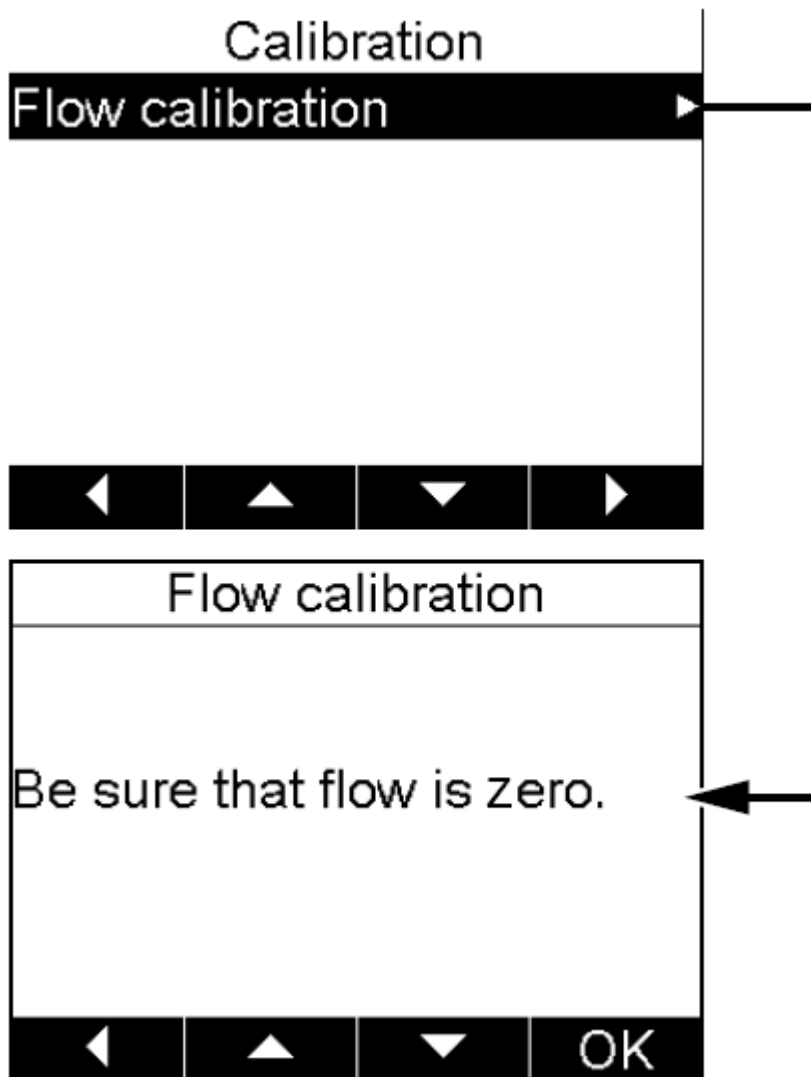 Calibration
Flow calibration
Flow calibration
Be sure that flow is zero.
OK